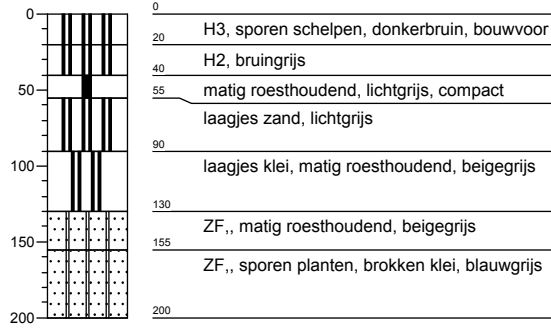 0
0
H3, sporen schelpen, donkerbruin, bouwvoor
20
H2, bruingrijs
40
50
55
matig roesthoudend, lichtgrijs, compact
laagjes zand, lichtgrijs
90
100
laagjes klei, matig roesthoudend, beigegrijs
130
ZF,, matig roesthoudend, beigegrijs
150
155
ZF,, sporen planten, brokken klei, blauwgrijs
200
200